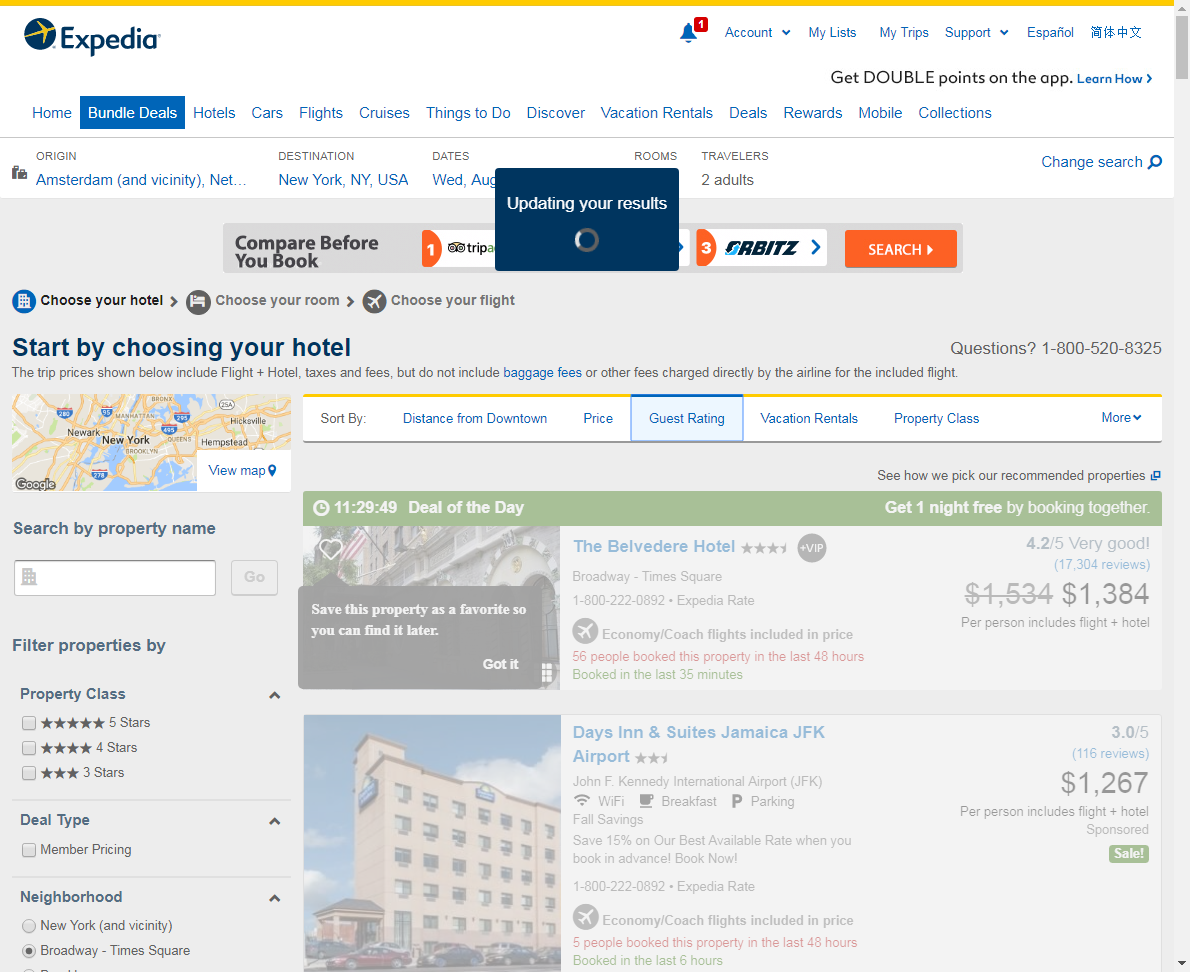 Expedia
1
Account
My Lists
My Trips
Support
Español
简体中文
Get DOUBLE points on the app. Learn How
Home
Bundle Deals
Hotels
Cars
Flights
Cruises
Things to Do
Discover
Vacation Rentals
Deals
Rewards
Mobile
Collections
ORIGIN
Amsterdam (and vicinity), Net...
DESTINATION
New York, NY, USA
DATES
Wed, Aug
ROOMS
TRAVELERS
2 adults
Change search
Updating your results
Compare Before
You Book
1
tripa
3
ORBITZ
SEARCH
Choose your hotel
Choose your room
Choose your flight
Start by choosing your hotel
Questions? 1-800-520-8325
The trip prices shown below include Flight + Hotel, taxes and fees, but do not include baggage fees or other fees charged directly by the airline for the included flight.
BRONX
25A
280
95
MANHATTAN
295
Hicksville
Newark
New York
495
QUEENS
Hempstead
BROOKLYN
278
Google
View map
Sort By:
Distance from Downtown
Price
Guest Rating
Vacation Rentals
Property Class
More
See how we pick our recommended properties
Search by property name
Go
Filter properties by
Property Class
5 Stars
4 Stars
3 Stars
Deal Type
Member Pricing
Neighborhood
New York (and vicinity)
Broadway - Times Square
11:29:49 Deal of the Day
Get 1 night free by booking together.
Save this property as a favorite so
you can find it later.
Got it
The Belvedere Hotel
+VIP
Broadway - Times Square
1-800-222-0892 • Expedia Rate
Economy/Coach flights included in price
56 people booked this property in the last 48 hours
Booked in the last 35 minutes
4.2/5 Very good!
(17,304 reviews)
$1,534 $1,384
Per person includes flight + hotel
Days Inn & Suites Jamaica JFK
Airport
John F. Kennedy International Airport (JFK)
WiFi
Breakfast
P Parking
Fall Savings
Save 15% on Our Best Available Rate when you
book in advance! Book Now!
1-800-222-0892 • Expedia Rate
Economy/Coach flights included in price
5 people booked this property in the last 48 hours
Booked in the last 6 hours
3.0/5
(116 reviews)
$1,267
Per person includes flight + hotel
Sponsored
Sale!